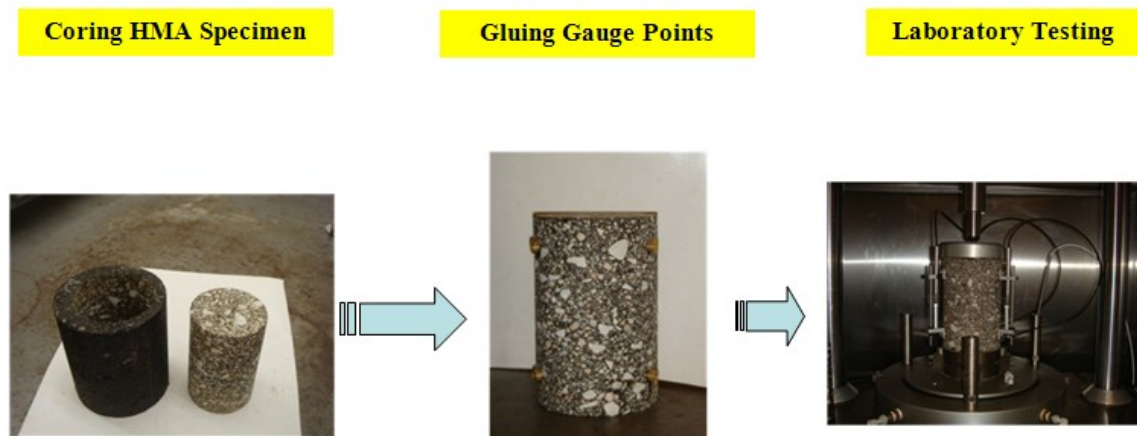 Coring HMA Specimen
Gluing Gauge Points
Laboratory Testing